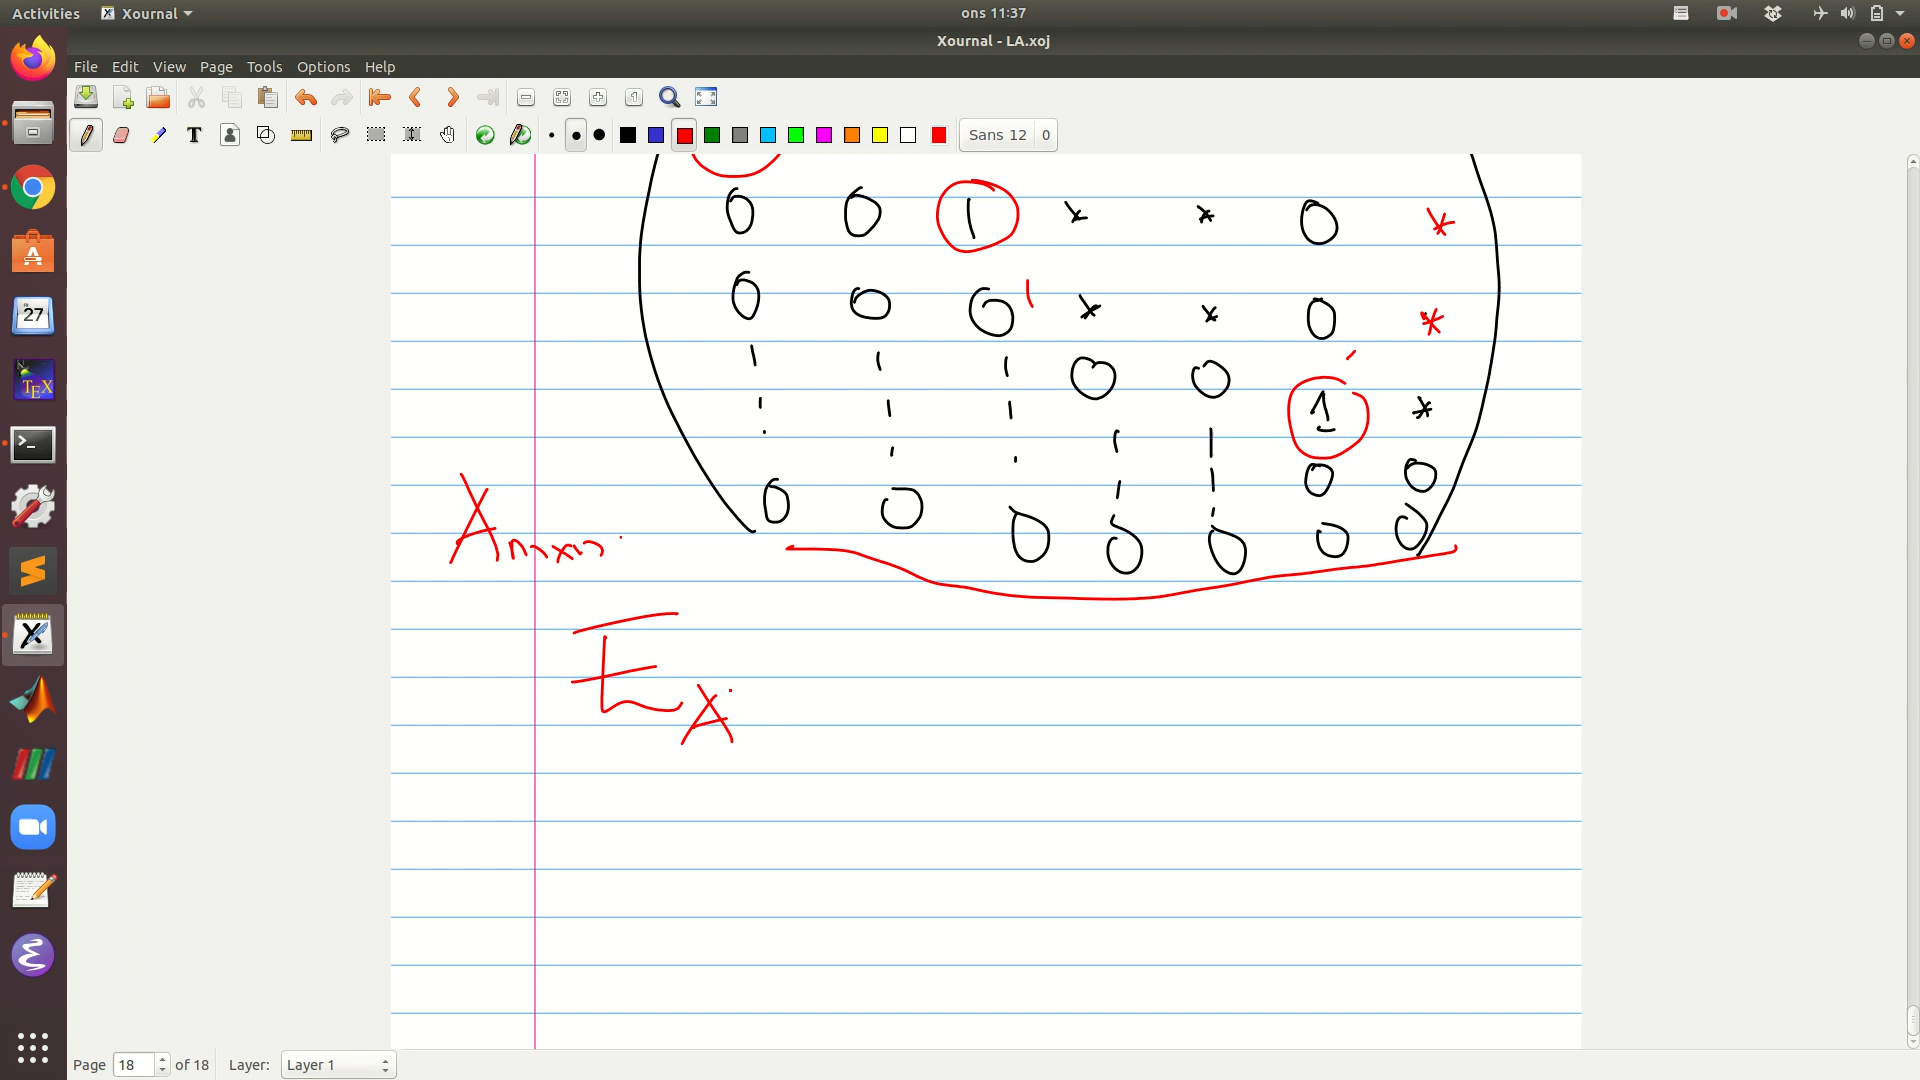 Activities Xournal ons 11:37
Xournal - LA.xoj
File Edit View Page Tools Options Help
Sans 12 0
0 0 1 * * 0 *
0 0 0 * * 0 *
0 0
1 *
0 0
0 0 0 0 0 0 0
A m×n
E A
Page 18 of 18 Layer: Layer 1
27
TEX